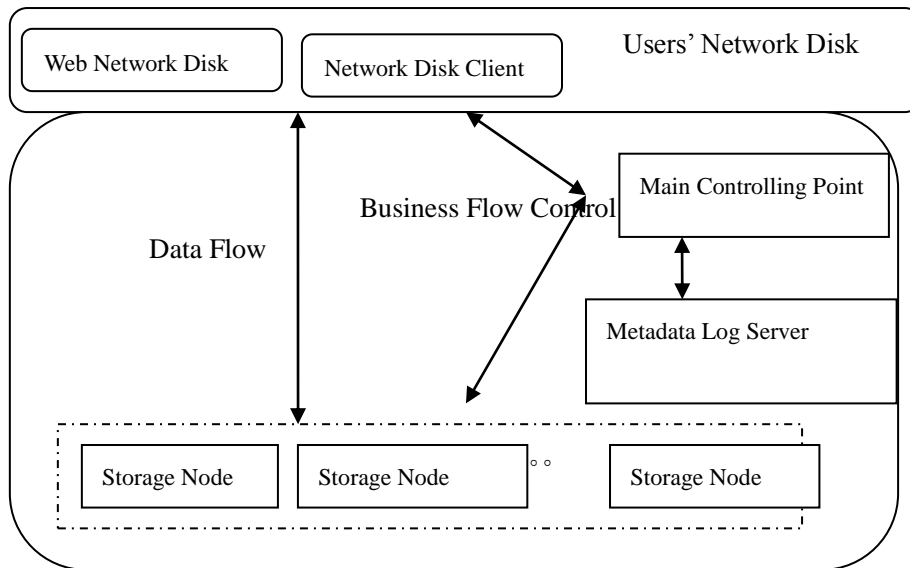 Users’ Network Disk
Web Network Disk
Network Disk Client
Main Controlling Point
Business Flow Control
Data Flow
Metadata Log Server
Storage Node
Storage Node
。。
Storage Node